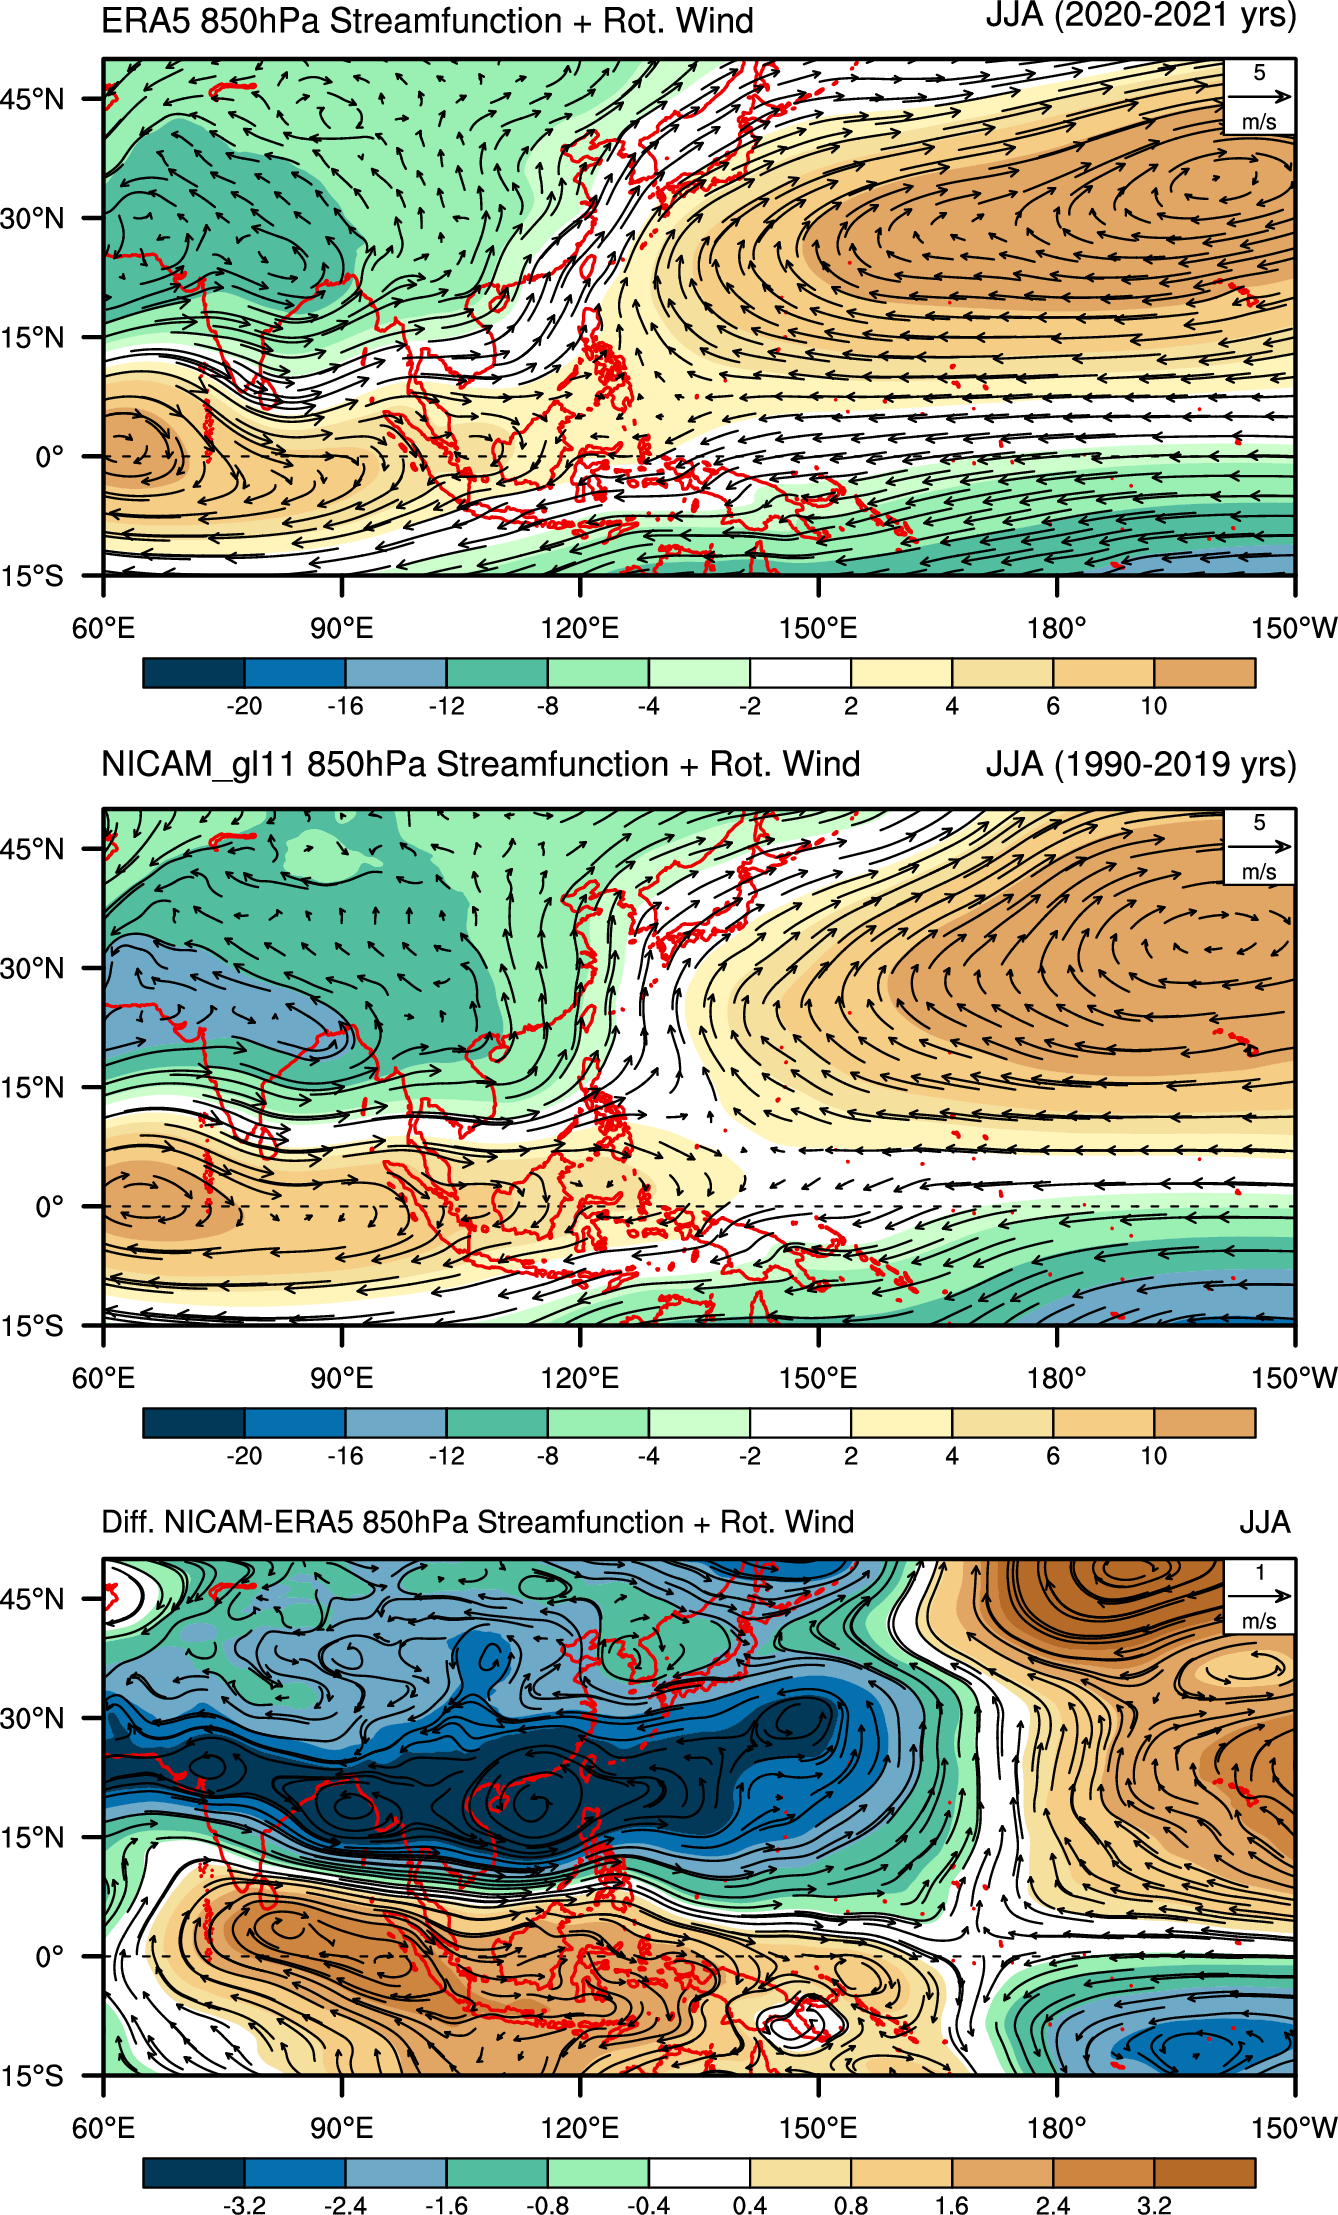 ERA5 850hPa Streamfunction + Rot. Wind JJA (2020-2021 yrs)
5
m/s
45°N
30°N
15°N
0°
15°S
60°E 90°E 120°E 150°E 180° 150°W
-20 -16 -12 -8 -4 -2 2 4 6 10
NICAM_gl11 850hPa Streamfunction + Rot. Wind JJA (1990-2019 yrs)
5
m/s
45°N
30°N
15°N
0°
15°S
60°E 90°E 120°E 150°E 180° 150°W
-20 -16 -12 -8 -4 -2 2 4 6 10
Diff. NICAM-ERA5 850hPa Streamfunction + Rot. Wind JJA
1
m/s
45°N
30°N
15°N
0°
15°S
60°E 90°E 120°E 150°E 180° 150°W
-3.2 -2.4 -1.6 -0.8 -0.4 0.4 0.8 1.6 2.4 3.2